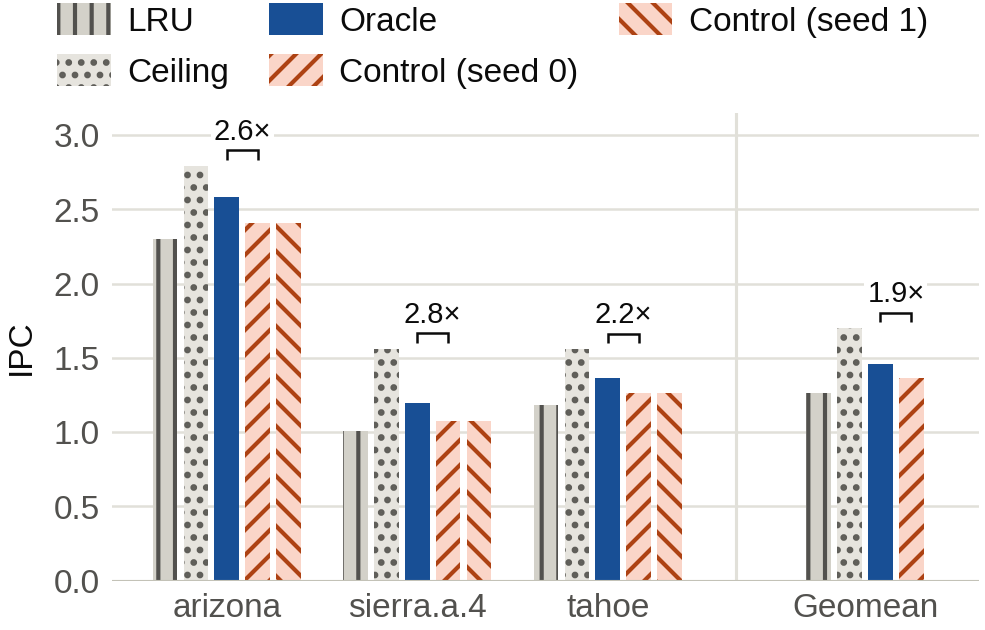 LRU
Oracle
Control (seed 1)
Ceiling
Control (seed 0)
IPC
3.0
2.5
2.0
1.5
1.0
0.5
0.0
2.6×
2.8×
2.2×
1.9×
arizona
sierra.a.4
tahoe
Geomean